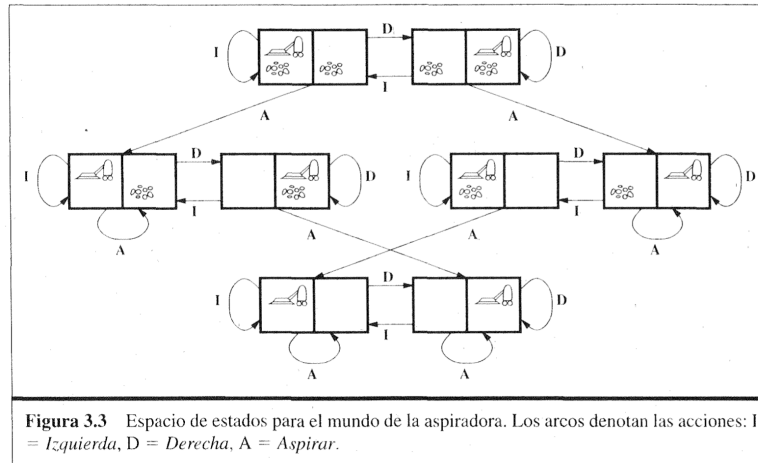 D
I
D
I
A
A
D
D
I
D
I
D
I
I
A
A
A
A
D
I
D
I
A
A
Figura 3.3 Espacio de estados para el mundo de la aspiradora. Los arcos denotan las acciones: I
= Izquierda, D = Derecha, A = Aspirar.